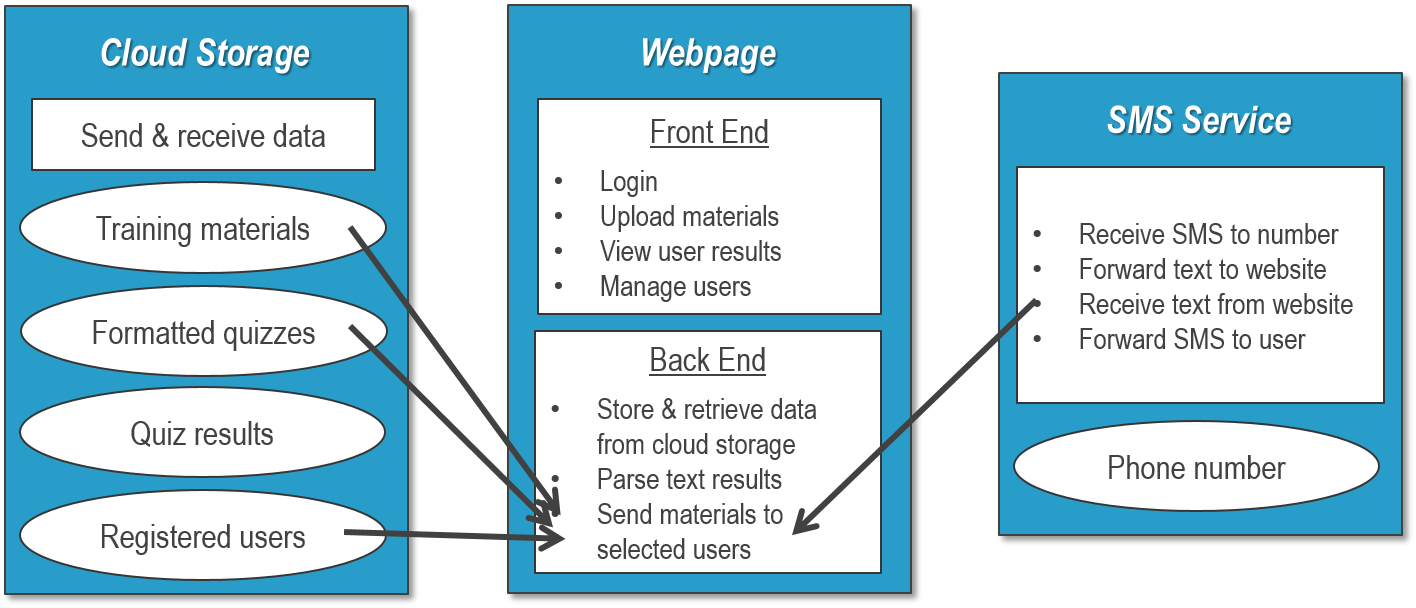 Cloud Storage
Send & receive data
Training materials
Formatted quizzes
Quiz results
Registered users
Webpage
Front End
• Login
• Upload materials
• View user results
• Manage users
Back End
• Store & retrieve data
from cloud storage
• Parse text results
• Send materials to
selected users
SMS Service
• Receive SMS to number
• Forward text to website
• Receive text from website
• Forward SMS to user
Phone number